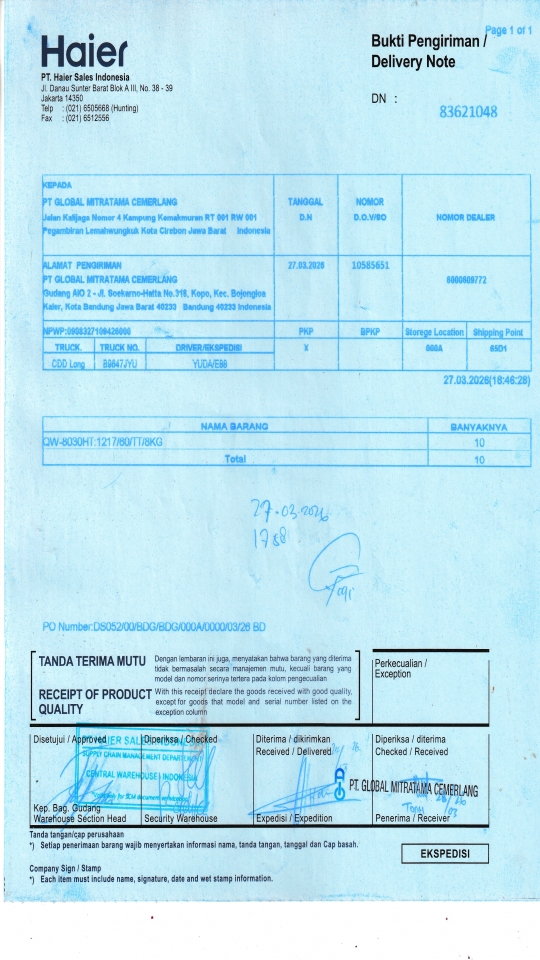 Page 1 of 1
Haier
Bukti Pengiriman /
Delivery Note
PT. Haier Sales Indonesia
Jl. Danau Sunter Barat Blok A III, No. 38 - 39
Jakarta 14350
Telp : (021) 6505668 (Hunting)
Fax : (021) 6512556
DN :
83621048
KEPADA
PT GLOBAL MITRATAMA CEMERLANG
Jalan Kalijaga Nomor 4 Kampung Kemakmuran RT 001 RW 001
Pegambiran Lemahwungkuk Kota Cirebon Jawa Barat Indonesia
TANGGAL
D.N
NOMOR
D.O.V/SO
NOMOR DEALER
ALAMAT PENGIRIMAN
PT GLOBAL MITRATAMA CEMERLANG
Gudang AIO 2 - Jl. Soekarno-Hatta No.318, Kopo, Kec. Bojongloa
Kaler, Kota Bandung Jawa Barat 40233 Bandung 40233 Indonesia
27.03.2026
10585651
6000609772
NPWP:0908327109426000
PKP
BPKP
Storege Location
Shipping Point
TRUCK.
TRUCK NO.
DRIVER/EKSPEDISI
X
000A
65D1
CDD Long
B9847JYU
27.03.2026(18:46:28)
NAMA BARANG
BANYAKNYA
QW-8030HT:1217/60/TT/8KG
10
Total
10
27.03.2026
Yogi
PO Number:DS052/00/BDG/BDG/000A/0000/03/26 BD
TANDA TERIMA MUTU
Dengan lembaran ini juga, menyatakan bahwa barang yang diterima
tidak bermasalah secara manajemen mutu, kecuali barang yang
model dan nomor serinya tertera pada kolom pengecualian
RECEIPT OF PRODUCT
QUALITY
With this receipt declare the goods received with good quality,
except for goods that model and serial number listed on the
exception column
Perkecualian /
Exception
Disetujui / Approved
Diperiksa / Checked
Diterima / dikirimkan
Received / Delivered
Diperiksa / diterima
Checked / Received
SUPPLY CHAIN MANAGEMENT DEPARTMENT
CENTRAL WAREHOUSE INDONESIA
PT. GLOBAL MITRATAMA CEMERLANG
Kep. Bag. Gudang
Warehouse Section Head
Security Warehouse
Expedisi / Expedition
Penerima / Receiver
Tanda tangan/cap perusahaan
*) Setiap penerimaan barang wajib menyertakan informasi nama, tanda tangan, tanggal dan Cap basah.
EKSPEDISI
Company Sign / Stamp
*) Each item must include name, signature, date and wet stamp information.